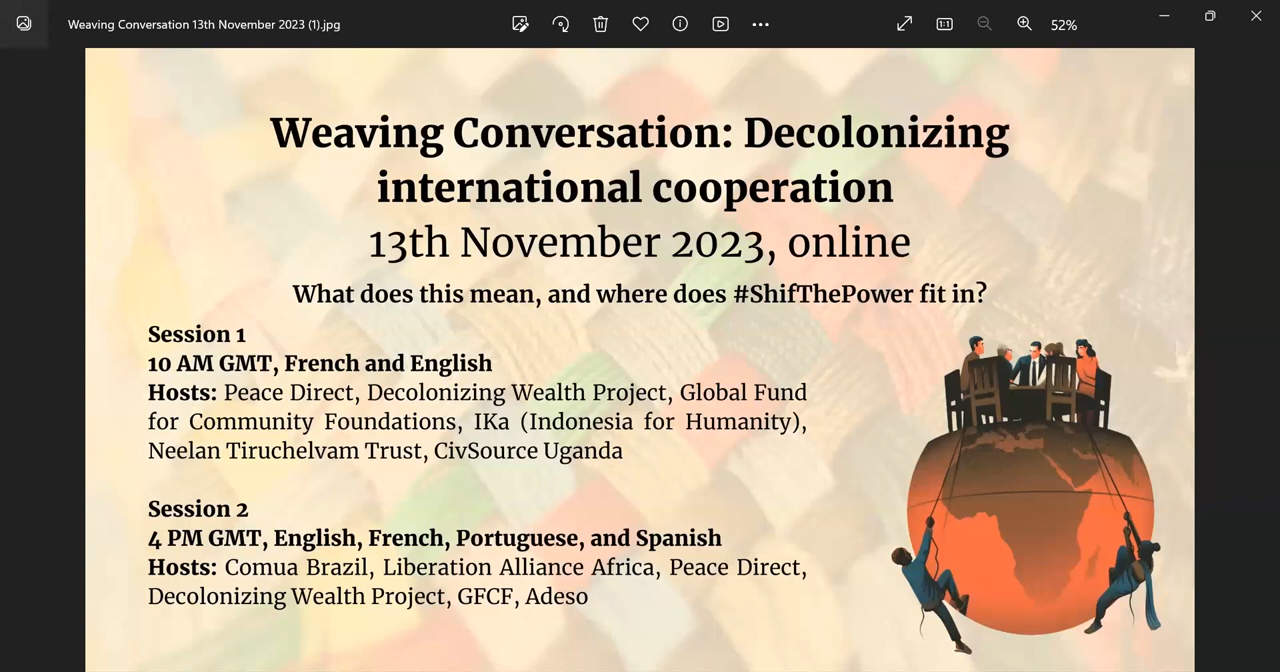 Weaving Conversation 13th November 2023 (1).jpg
1:1
52%
Weaving Conversation: Decolonizing
international cooperation
13th November 2023, online
What does this mean, and where does #ShifThePower fit in?
Session 1
10 AM GMT, French and English
Hosts: Peace Direct, Decolonizing Wealth Project, Global Fund
for Community Foundations, IKa (Indonesia for Humanity),
Neelan Tiruchelvam Trust, CivSource Uganda
Session 2
4 PM GMT, English, French, Portuguese, and Spanish
Hosts: Comua Brazil, Liberation Alliance Africa, Peace Direct,
Decolonizing Wealth Project, GFCF, Adeso